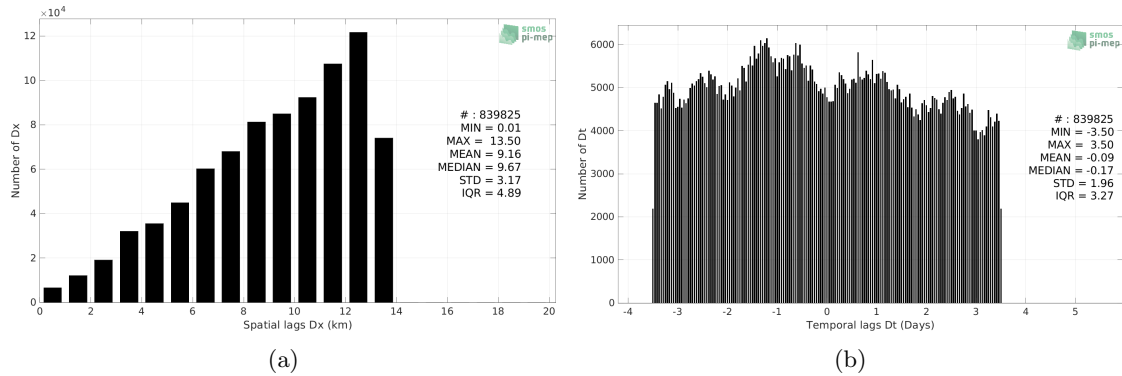 ×10⁴
12
10
8
6
4
2
0
0 2 4 6 8 10 12 14 16 18 20
Number of Dx
Spatial lags Dx (km)
smos
pi-mep
# : 839825
MIN = 0.01
MAX = 13.50
MEAN = 9.16
MEDIAN = 9.67
STD = 3.17
IQR = 4.89
(a)
6000
5000
4000
3000
2000
1000
0
-4 -3 -2 -1 0 1 2 3 4 5
Number of Dt
Temporal lags Dt (Days)
smos
pi-mep
# : 839825
MIN = -3.50
MAX = 3.50
MEAN = -0.09
MEDIAN = -0.17
STD = 1.96
IQR = 3.27
(b)